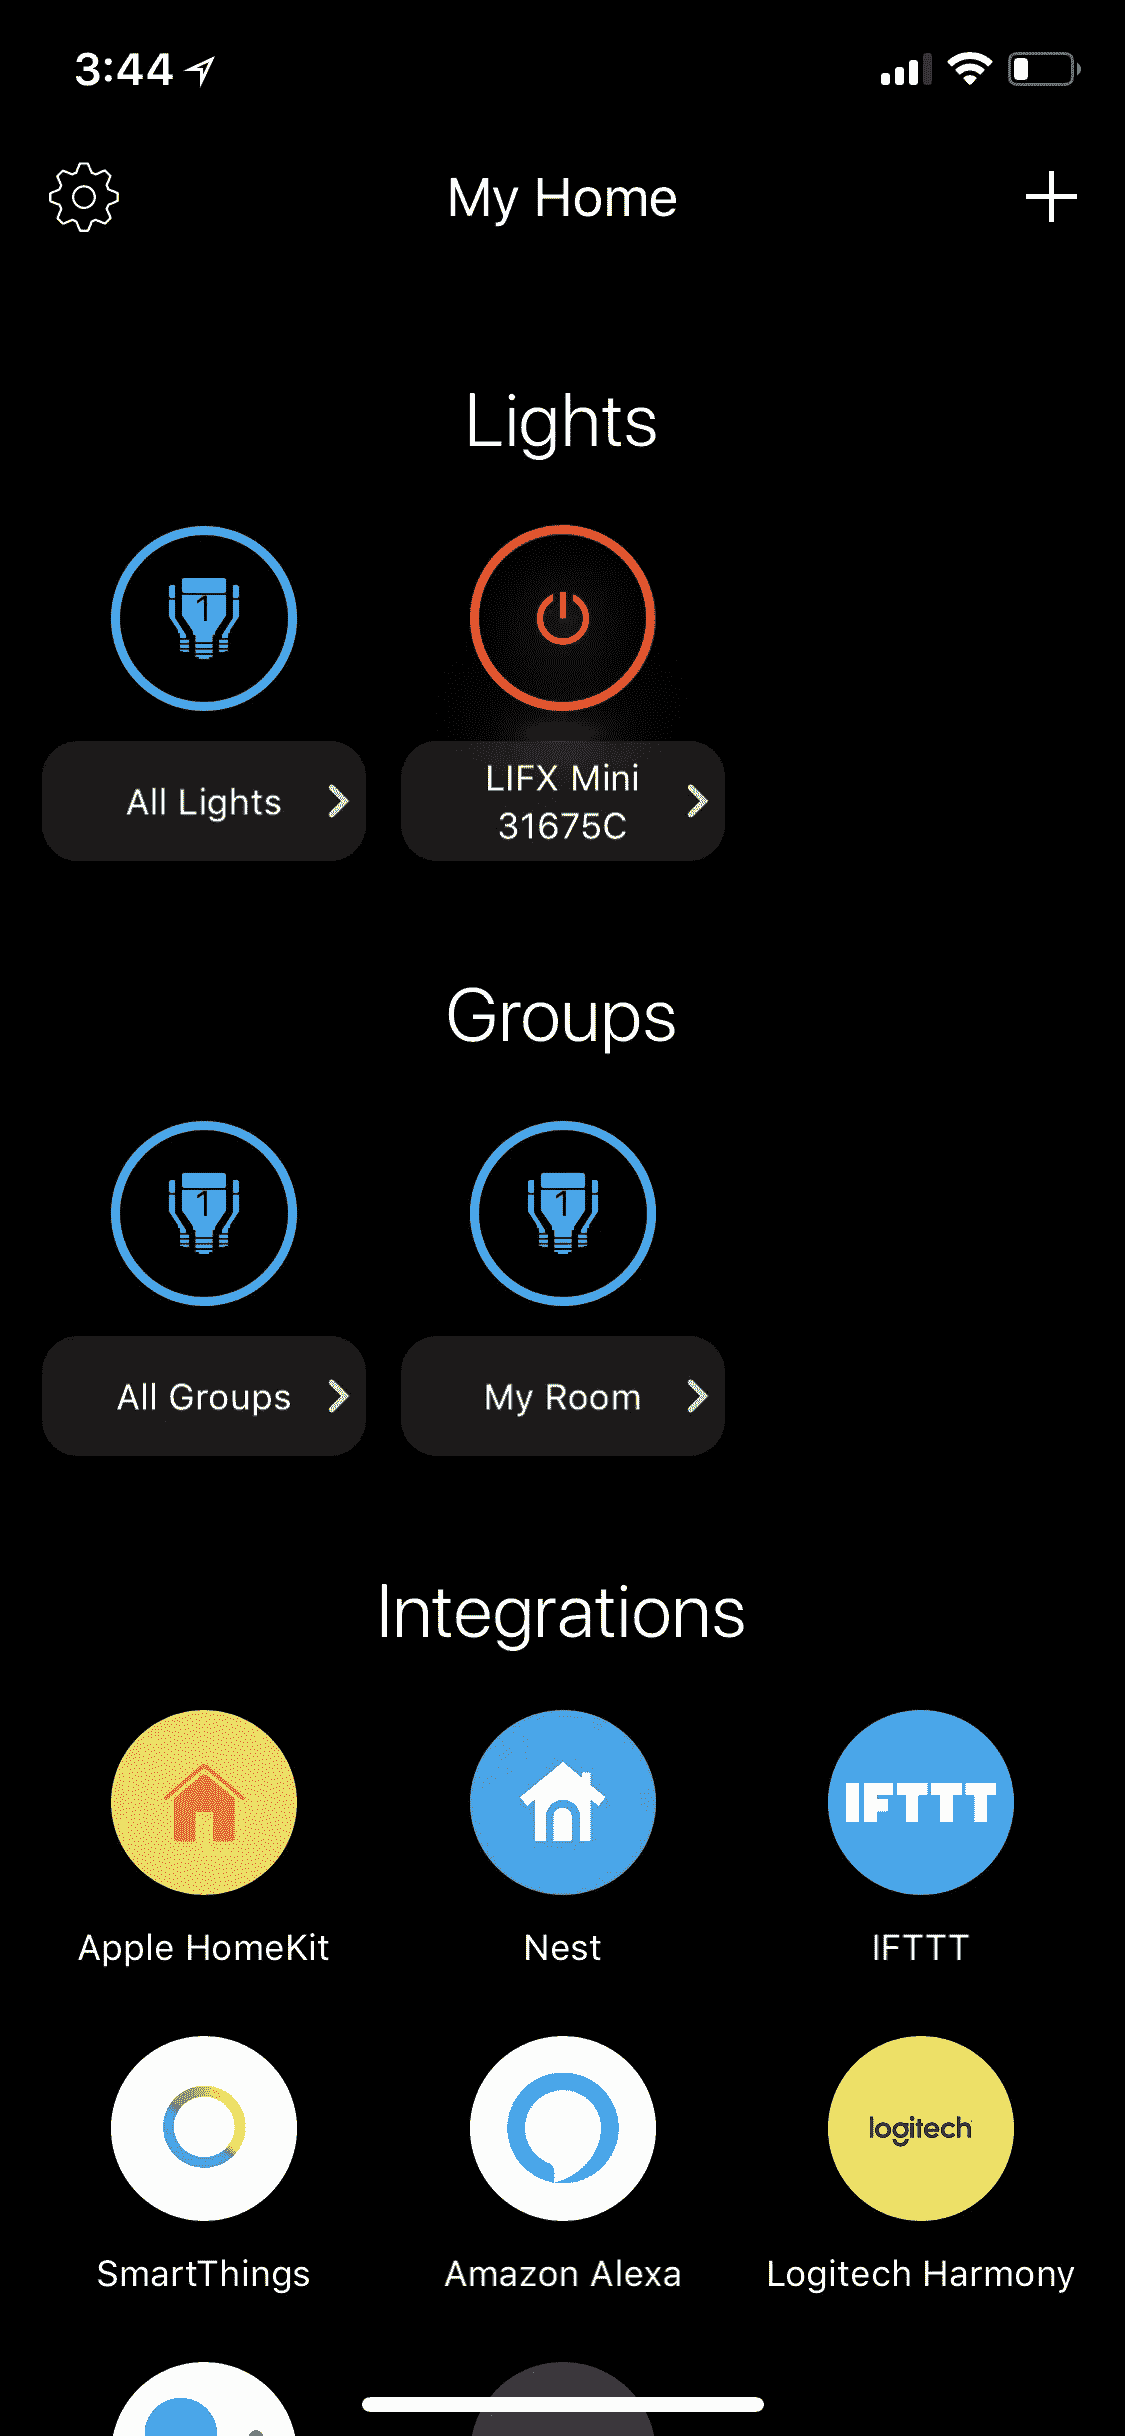 3:44
My Home
Lights
1
All Lights
LIFX Mini
31675C
Groups
1
1
All Groups
My Room
Integrations
IFTTT
Apple HomeKit
Nest
IFTTT
logitech
SmartThings
Amazon Alexa
Logitech Harmony